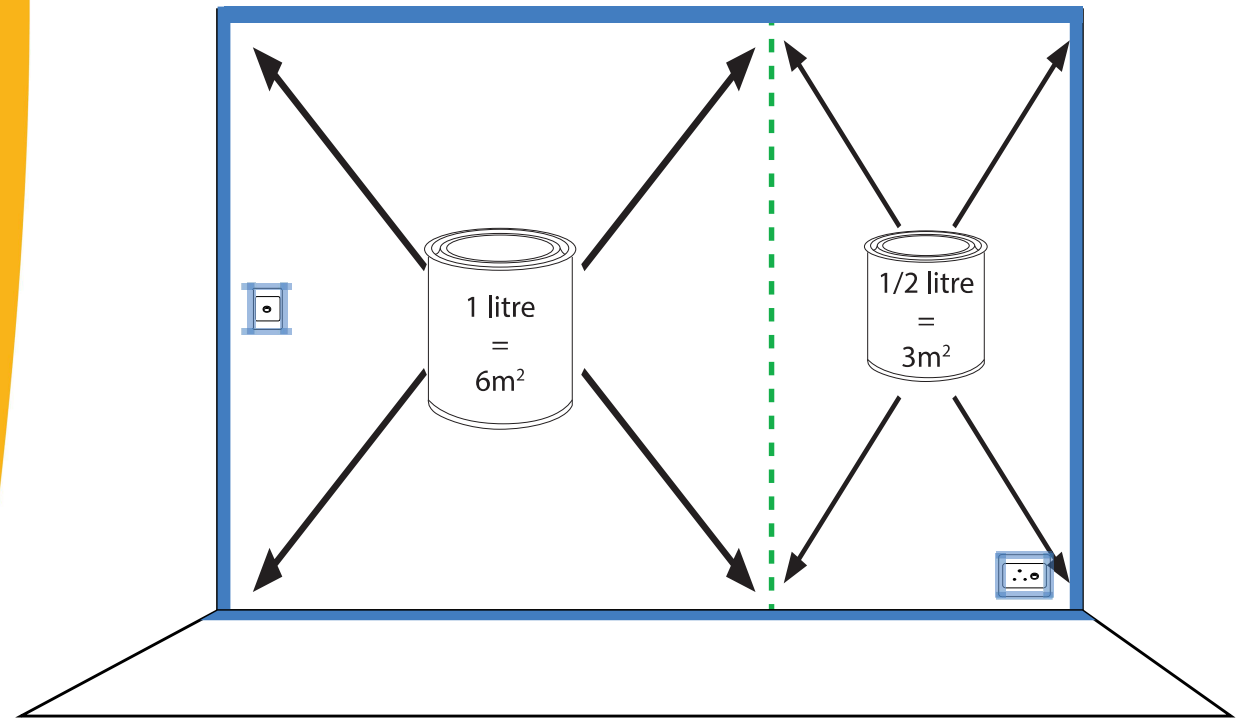 1 litre
=
6m²
1/2 litre
=
3m²